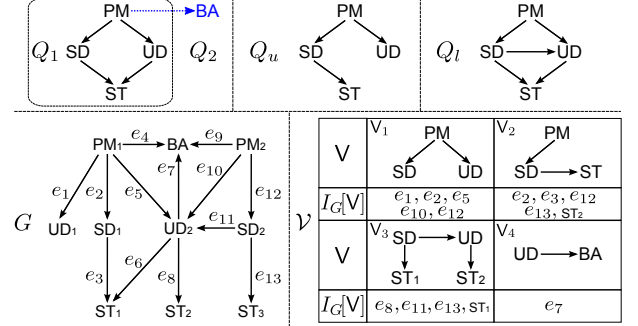 PM BA PM PM
Q1 SD UD Q2 Qu SD UD Ql SD UD
ST ST ST
PM1 e4 BA e9 PM2
e7
e1 e2 e5 e10 e12
G UD1 SD1 UD2 e11 SD2
e3 e6 e8 e13
ST1 ST2 ST3
𝒱
V V1 PM SD UD
V2 PM SD ST
IG[V] e1, e2, e5 e10, e12
e2, e3, e12 e13, ST2
V V3 SD UD ST1 ST2
V4 UD BA
IG[V] e8, e11, e13, ST1
e7